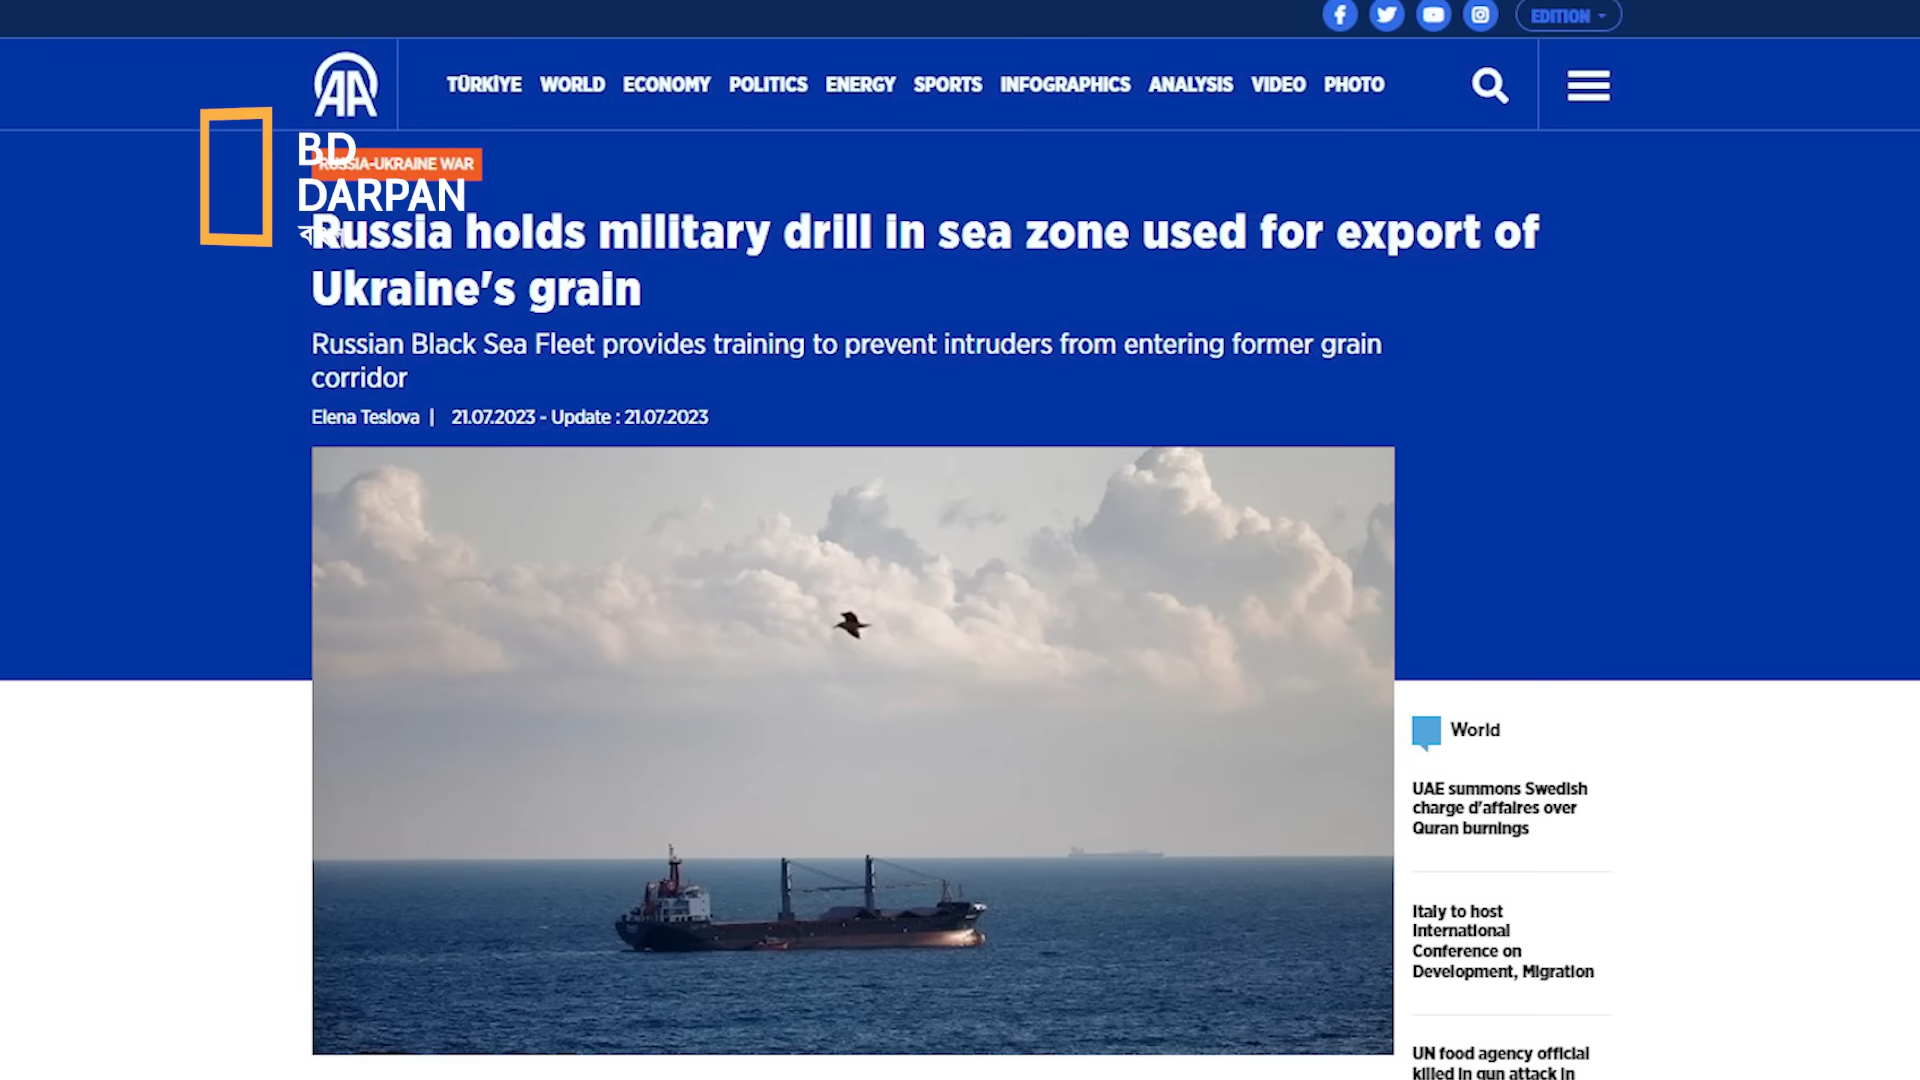 EDITION
AA
TÜRKİYE WORLD ECONOMY POLITICS ENERGY SPORTS INFOGRAPHICS ANALYSIS VIDEO PHOTO
BD
DARPAN
RUSSIA-UKRAINE WAR
Russia holds military drill in sea zone used for export of
Ukraine's grain
Russian Black Sea Fleet provides training to prevent intruders from entering former grain
corridor
Elena Teslova | 21.07.2023 - Update : 21.07.2023
World
UAE summons Swedish
charge d'affaires over
Quran burnings
Italy to host
International
Conference on
Development, Migration
UN food agency official
killed in gun attack in